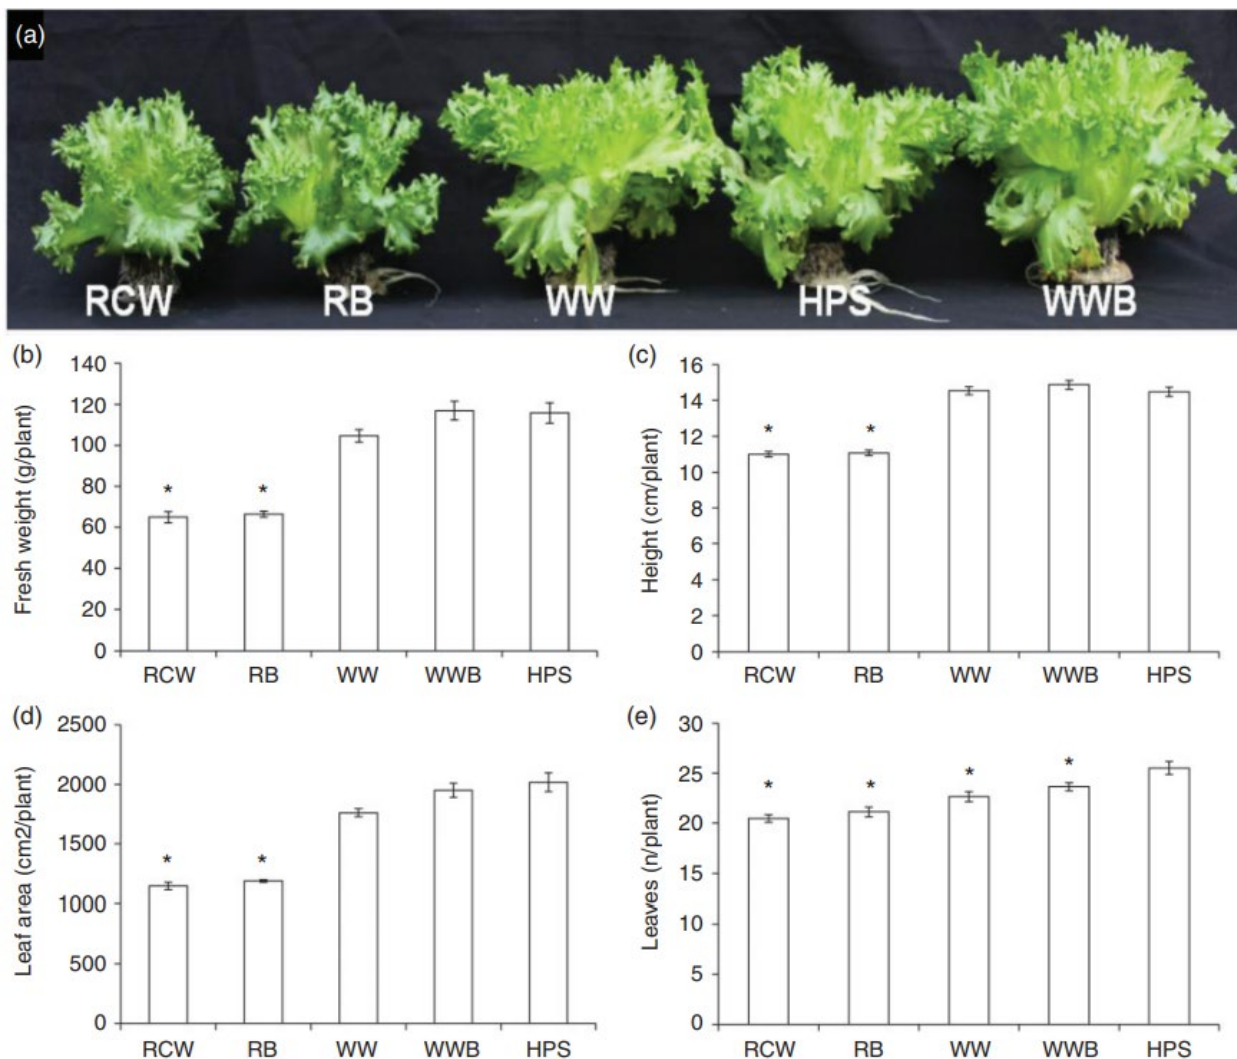 (a)
RCW RB WW HPS WWB
(b)
Fresh weight (g/plant)
140
120
100
80
60
40
20
0
* *
RCW RB WW WWB HPS
(c)
Height (cm/plant)
16
14
12
10
8
6
4
2
0
* *
RCW RB WW WWB HPS
(d)
Leaf area (cm2/plant)
2500
2000
1500
1000
500
0
* *
RCW RB WW WWB HPS
(e)
Leaves (n/plant)
30
25
20
15
10
5
0
* * * *
RCW RB WW WWB HPS